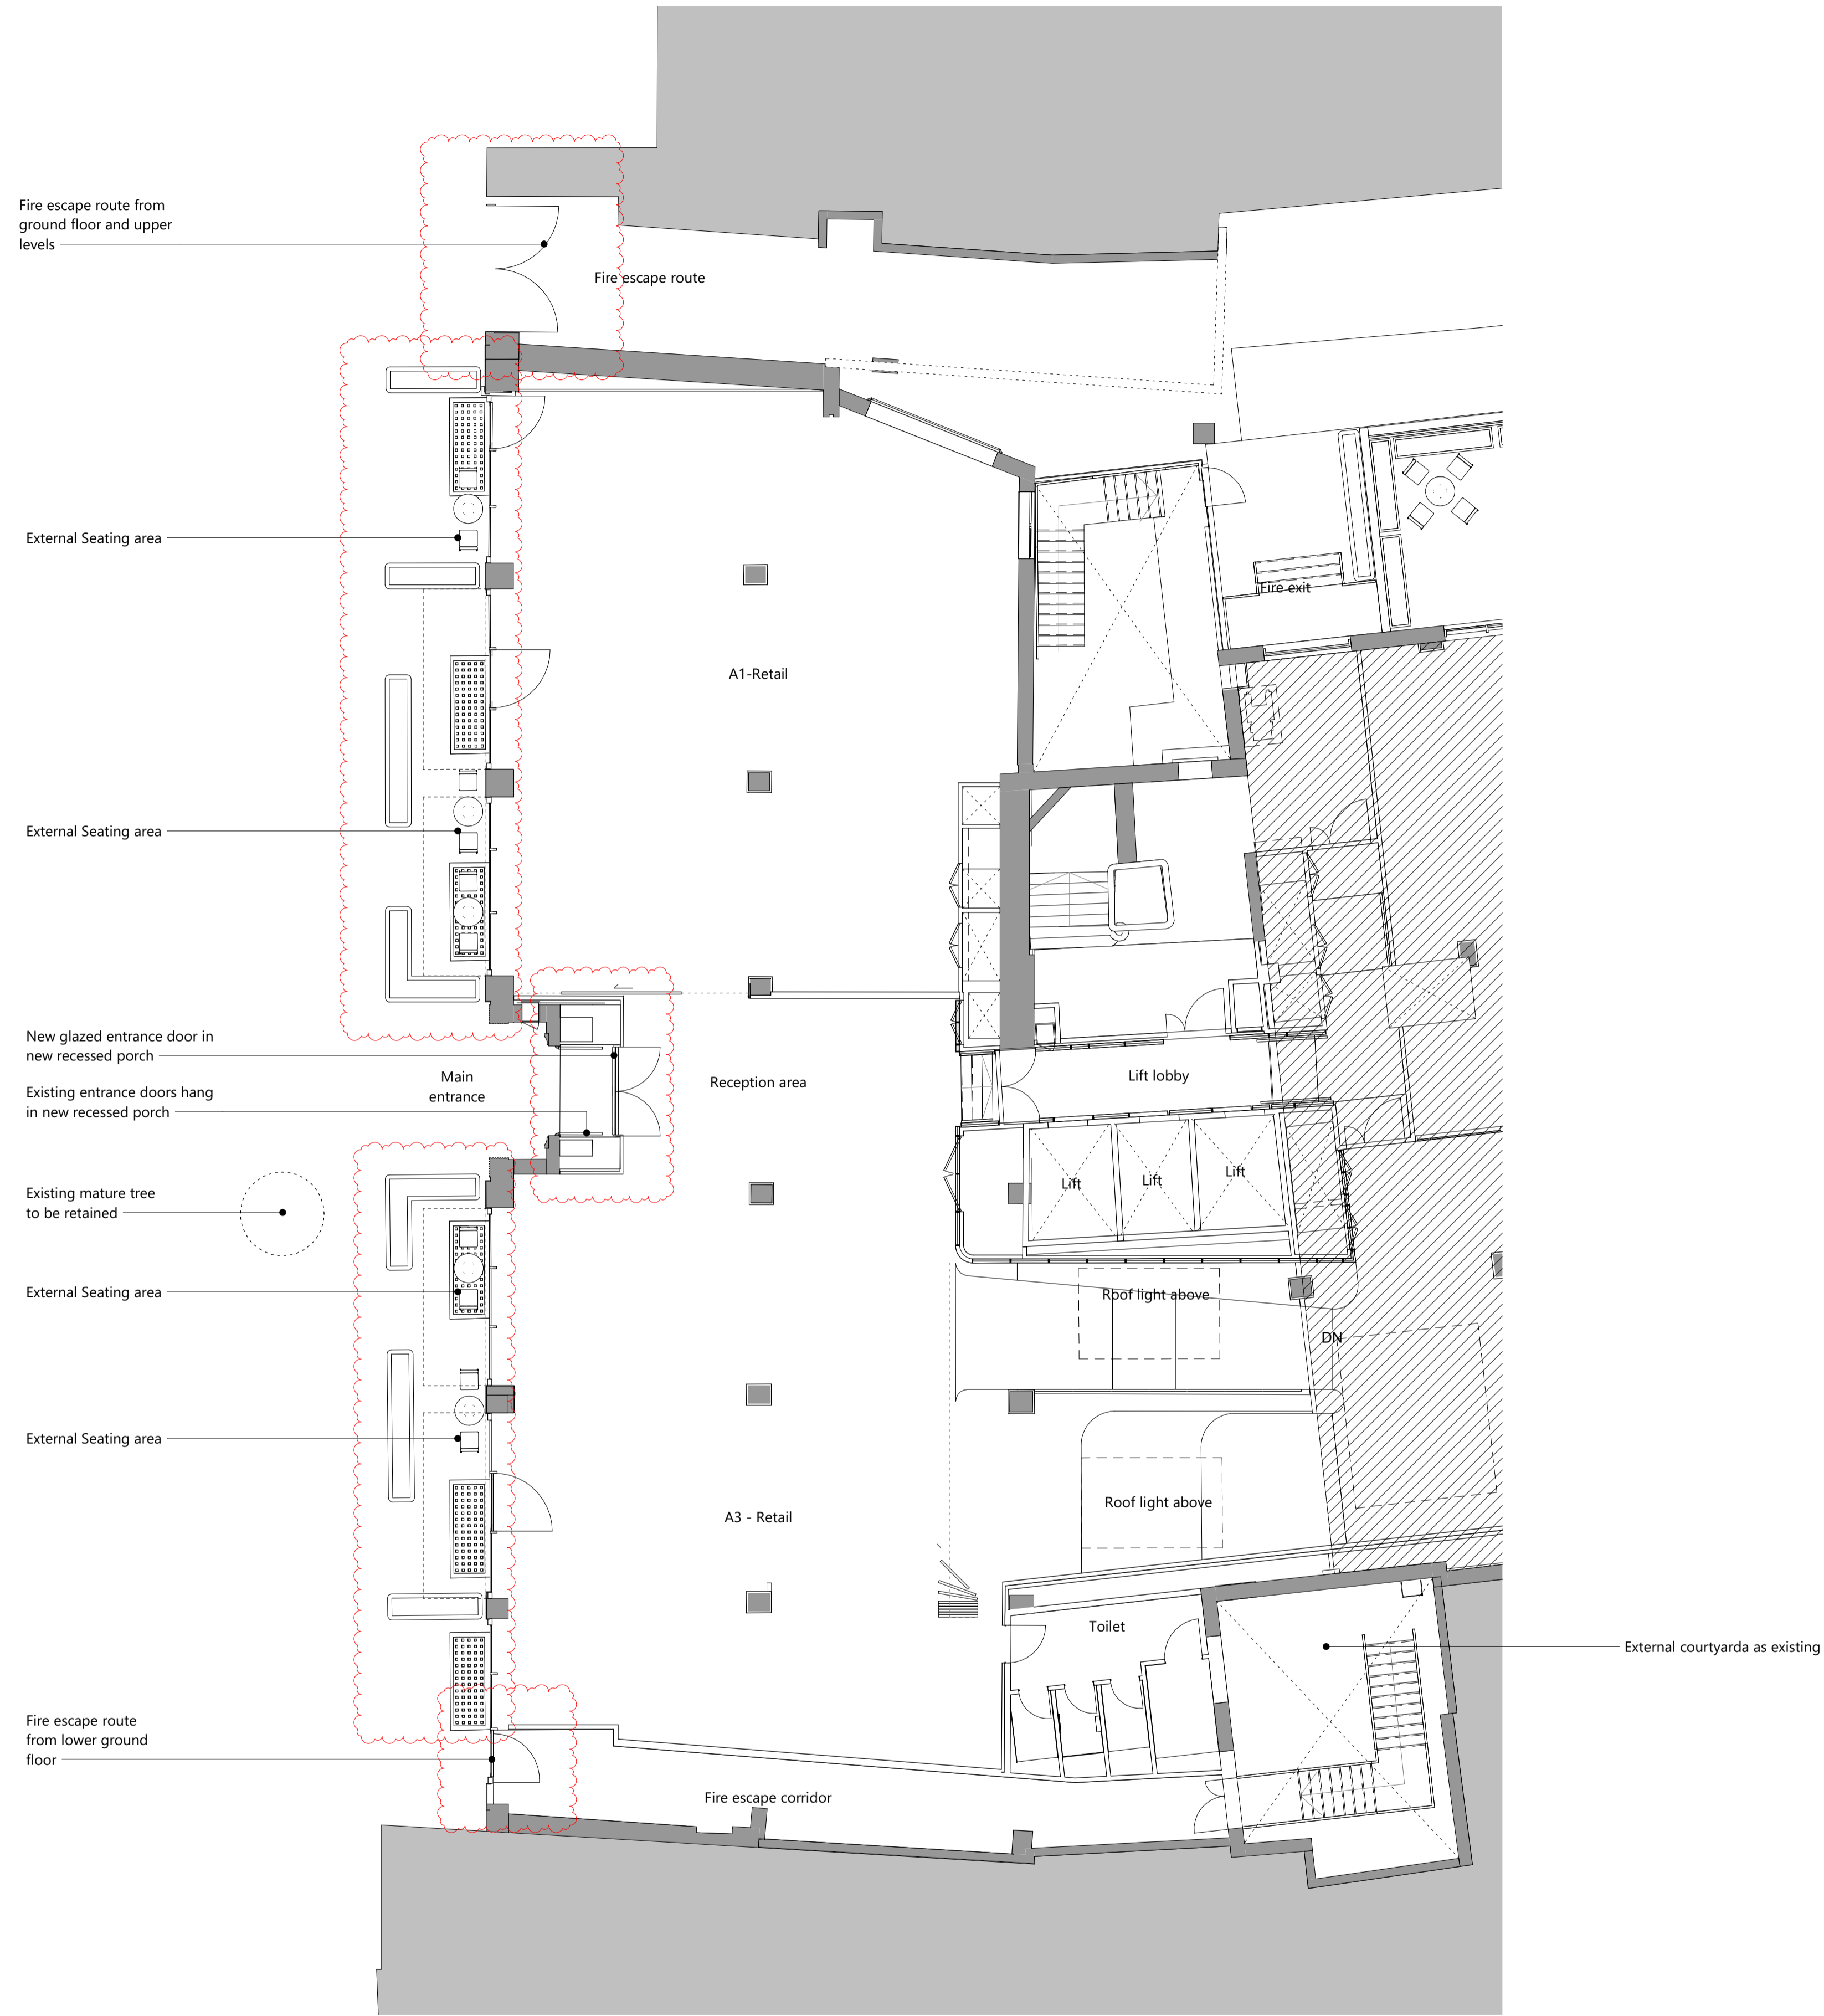 Fire escape route from
ground floor and upper
levels
Fire escape route
External Seating area
Fire exit
A1-Retail
External Seating area
New glazed entrance door in
new recessed porch
Existing entrance doors hang
in new recessed porch
Main
entrance
Reception area
Lift lobby
Existing mature tree
to be retained
Lift
Lift
Lift
External Seating area
Roof light above
DN
External Seating area
Roof light above
A3 - Retail
Toilet
External courtyarda as existing
Fire escape route
from lower ground
floor
Fire escape corridor